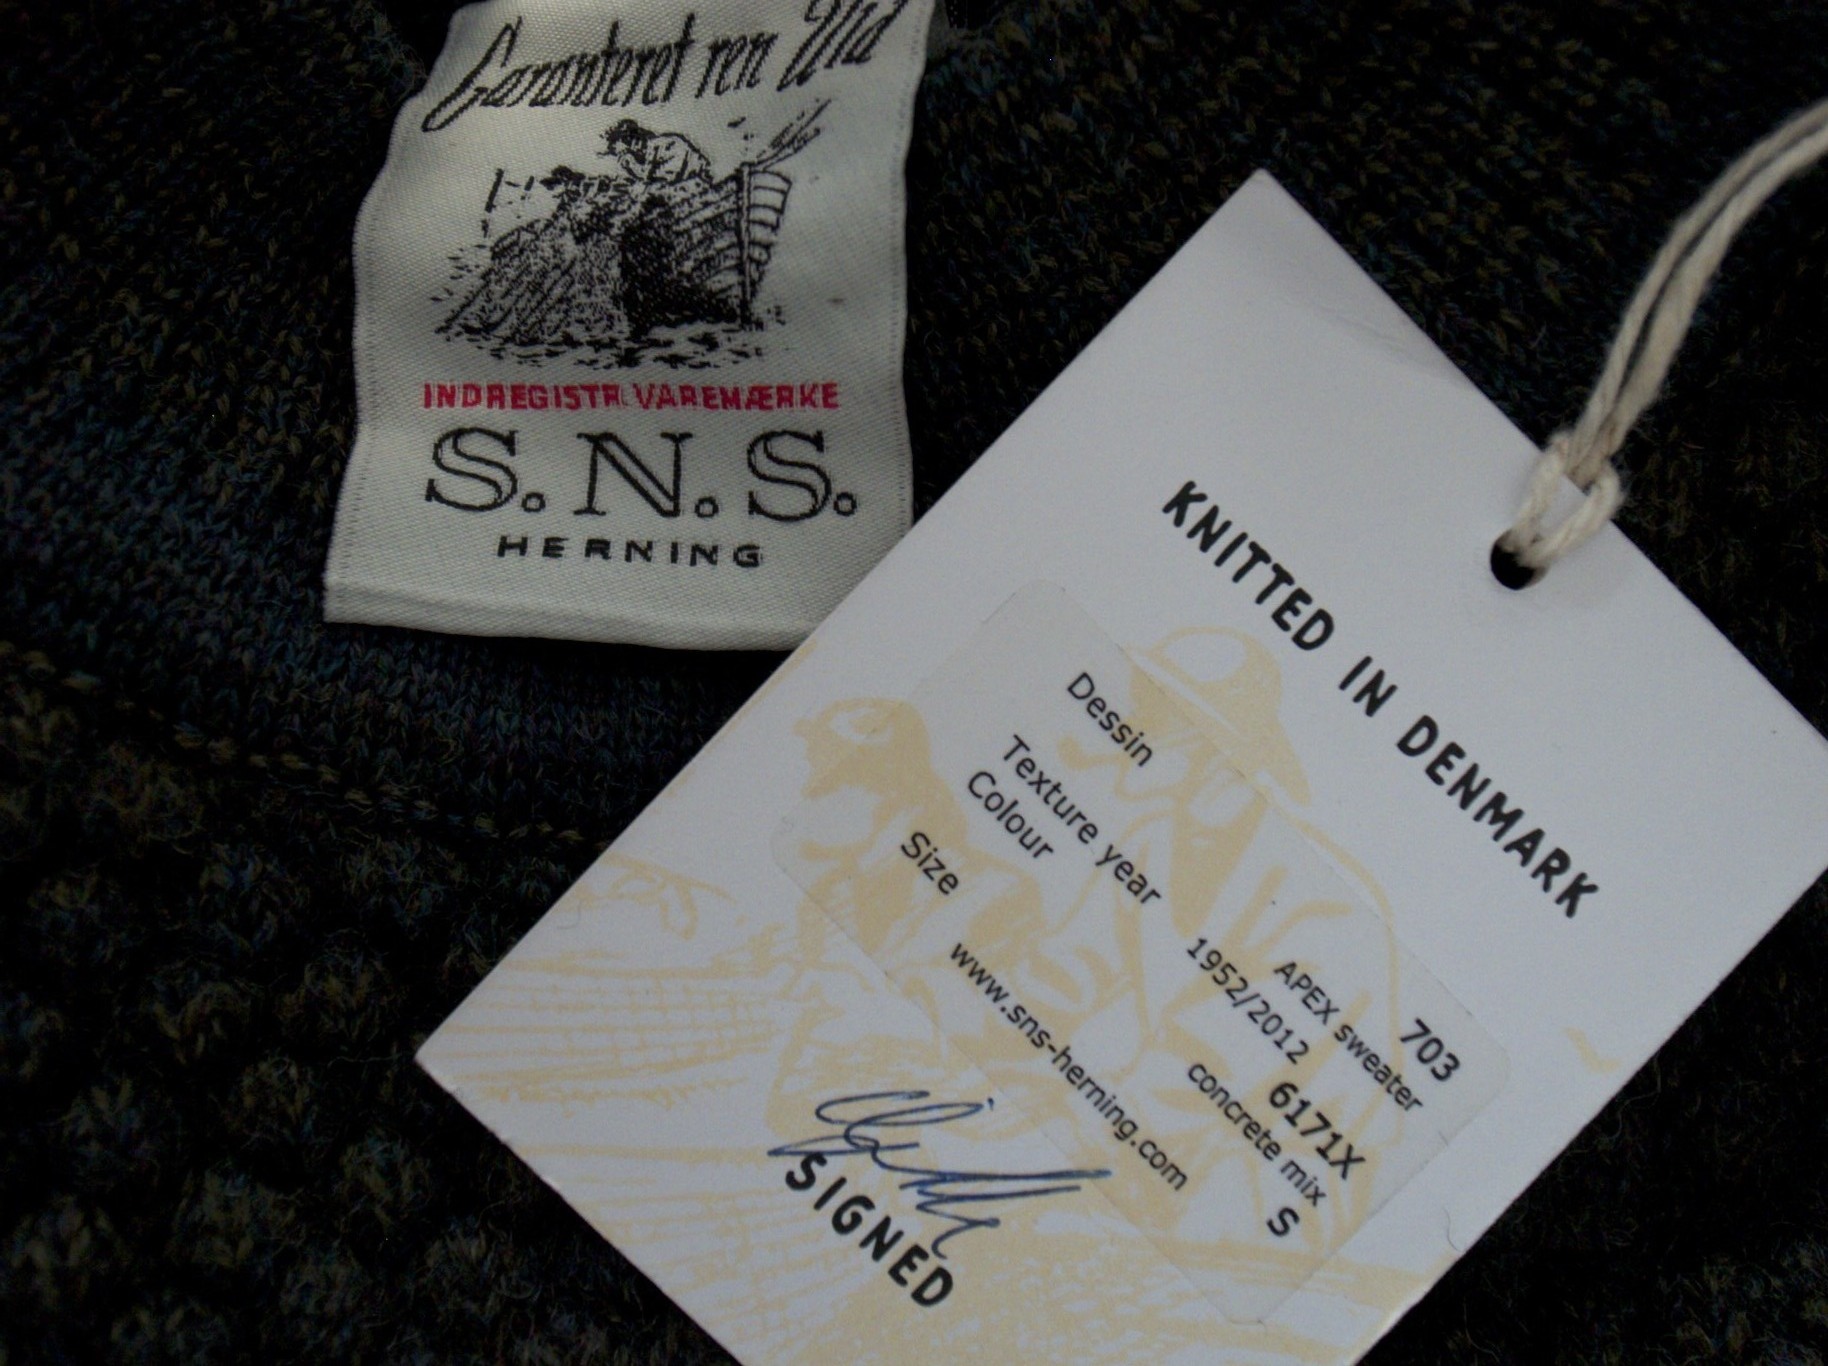 Garanteret ren Uld
INDREGISTR. VAREMÆRKE
S. N. S.
HERNING
KNITTED IN DENMARK
Dessin 703
APEX sweater
Texture year 1952/2012
Colour 6171X
concrete mix
Size S
www.sns-herning.com
SIGNED